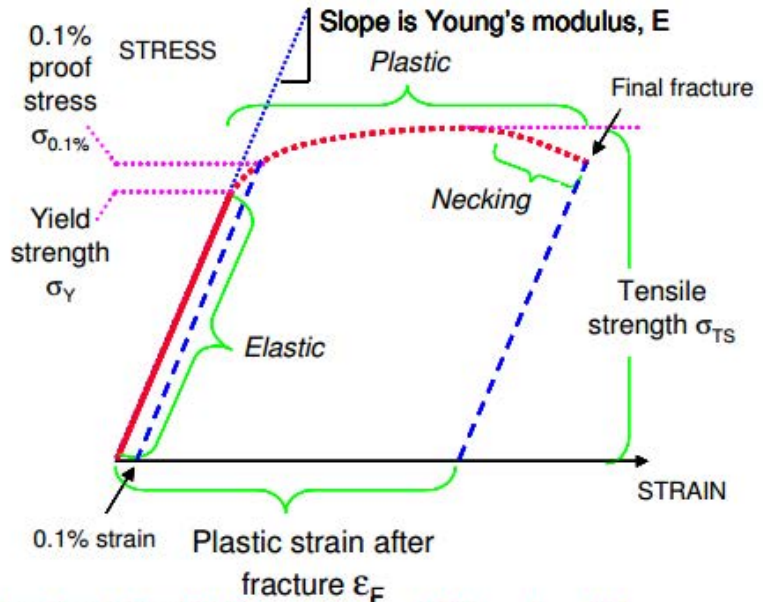 Slope is Young's modulus, E
0.1%
proof
stress
σ0.1%
STRESS
Plastic
Final fracture
Yield
strength
σY
Necking
Elastic
Tensile
strength σTS
STRAIN
0.1% strain
Plastic strain after
fracture εF